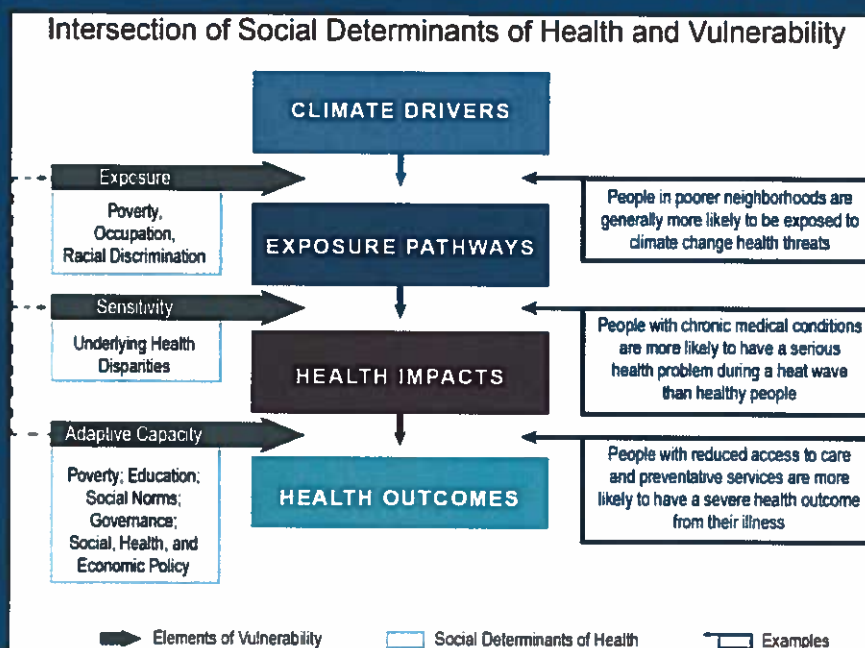 Intersection of Social Determinants of Health and Vulnerability
CLIMATE DRIVERS
Exposure
Poverty,
Occupation,
Racial Discrimination
EXPOSURE PATHWAYS
People in poorer neighborhoods are
generally more likely to be exposed to
climate change health threats
Sensitivity
Underlying Health
Disparities
HEALTH IMPACTS
People with chronic medical conditions
are more likely to have a serious
health problem during a heat wave
than healthy people
Adaptive Capacity
Poverty; Education;
Social Norms;
Governance;
Social, Health, and
Economic Policy
HEALTH OUTCOMES
People with reduced access to care
and preventative services are more
likely to have a severe health outcome
from their illness
Elements of Vulnerability
Social Determinants of Health
Examples